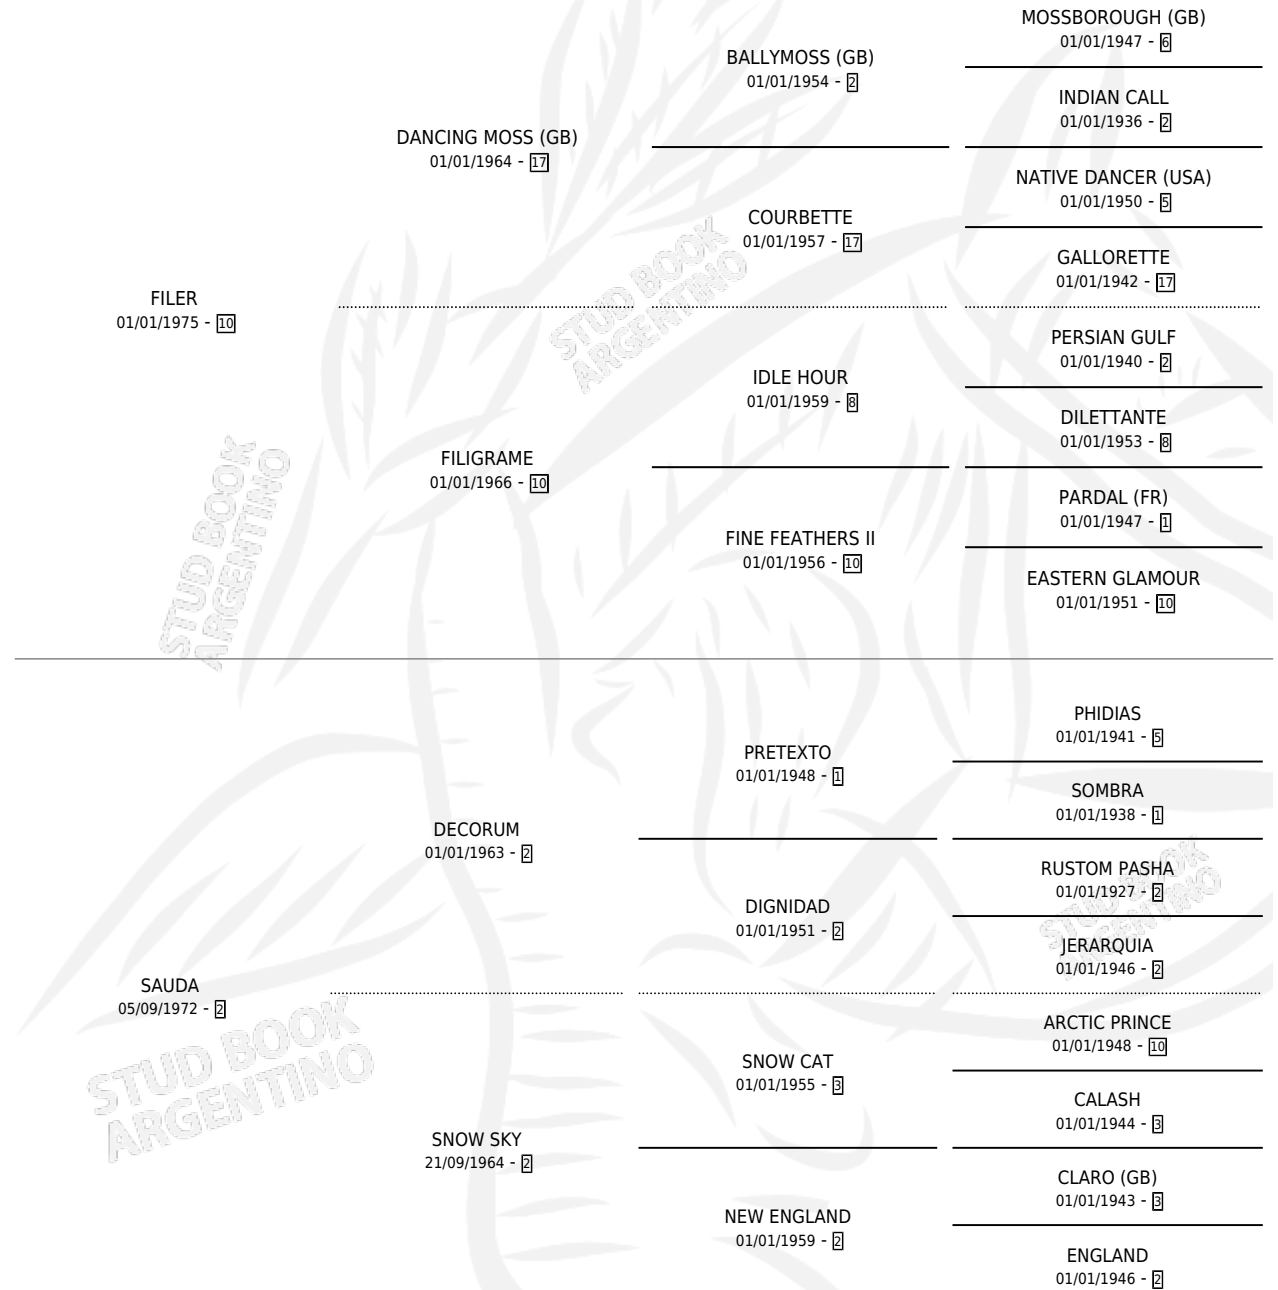 MOSSBOROUGH (GB)
01/01/1947 - 6
BALLYMOSS (GB)
01/01/1954 - 2
INDIAN CALL
01/01/1936 - 2
DANCING MOSS (GB)
01/01/1964 - 17
NATIVE DANCER (USA)
01/01/1950 - 5
COURBETTE
01/01/1957 - 17
GALLORETTE
01/01/1942 - 17
FILER
01/01/1975 - 10
PERSIAN GULF
01/01/1940 - 2
IDLE HOUR
01/01/1959 - 8
DILETTANTE
01/01/1953 - 8
FILIGRAME
01/01/1966 - 10
PARDAL (FR)
01/01/1947 - 1
FINE FEATHERS II
01/01/1956 - 10
EASTERN GLAMOUR
01/01/1951 - 10
STUD BOOK
ARGENTINO
STUD BOOK
ARGENTINO
PHIDIAS
01/01/1941 - 5
PRETEXTO
01/01/1948 - 1
SOMBRA
01/01/1938 - 1
DECORUM
01/01/1963 - 2
RUSTOM PASHA
01/01/1927 - 2
DIGNIDAD
01/01/1951 - 2
JERARQUIA
01/01/1946 - 2
SAUDA
05/09/1972 - 2
ARCTIC PRINCE
01/01/1948 - 10
SNOW CAT
01/01/1955 - 3
CALASH
01/01/1944 - 3
SNOW SKY
21/09/1964 - 2
CLARO (GB)
01/01/1943 - 3
NEW ENGLAND
01/01/1959 - 2
ENGLAND
01/01/1946 - 2
STUD BOOK
ARGENTINO
STUD BOOK
ARGENTINO